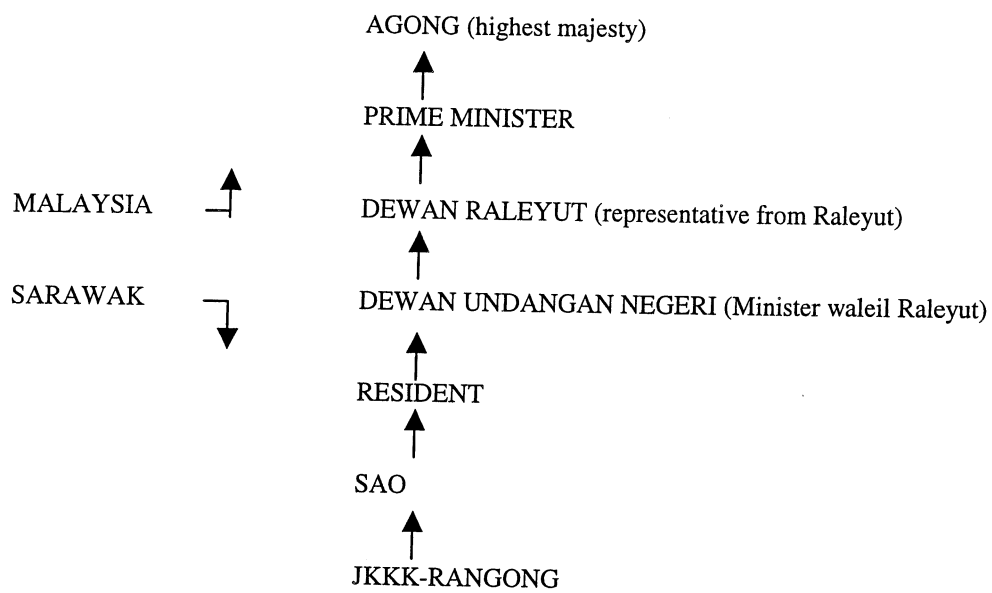 AGONG (highest majesty)
PRIME MINISTER
MALAYSIA
DEWAN RALEYUT (representative from Raleyut)
SARAWAK
DEWAN UNDANGAN NEGERI (Minister waleil Raleyut)
RESIDENT
SAO
JKKK-RANGONG